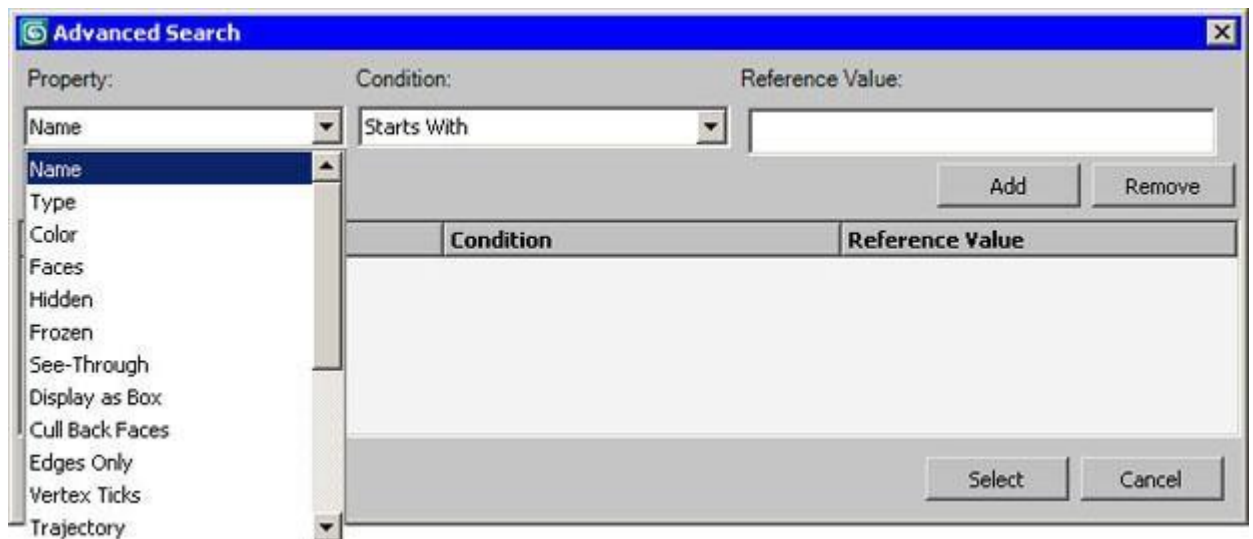 Advanced Search
Property: Condition: Reference Value:
Name Starts With
Name
Add Remove
Type
Color
Condition Reference Value
Faces
Hidden
Frozen
See-Through
Display as Box
Cull Back Faces
Edges Only
Select Cancel
Vertex Ticks
Trajectory